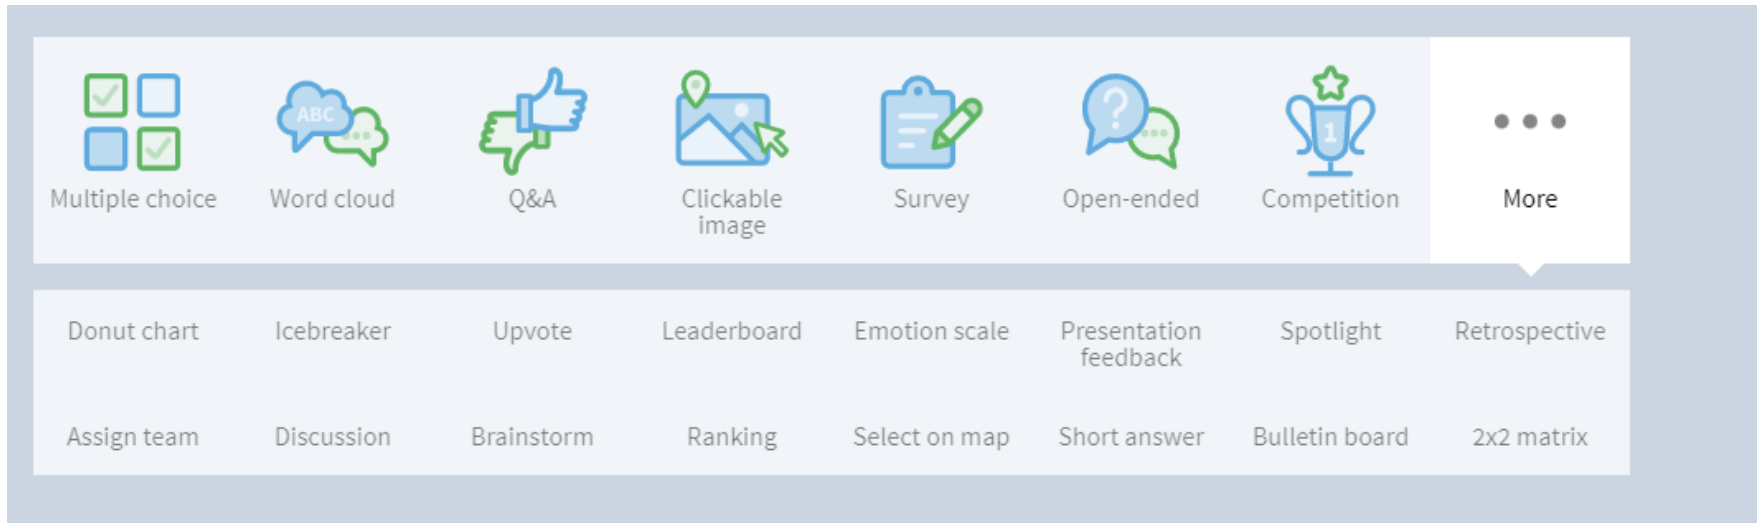 ABC
1
Multiple choice
Word cloud
Q&A
Clickable
image
Survey
Open-ended
Competition
More
Donut chart
Icebreaker
Upvote
Leaderboard
Emotion scale
Presentation
feedback
Spotlight
Retrospective
Assign team
Discussion
Brainstorm
Ranking
Select on map
Short answer
Bulletin board
2x2 matrix